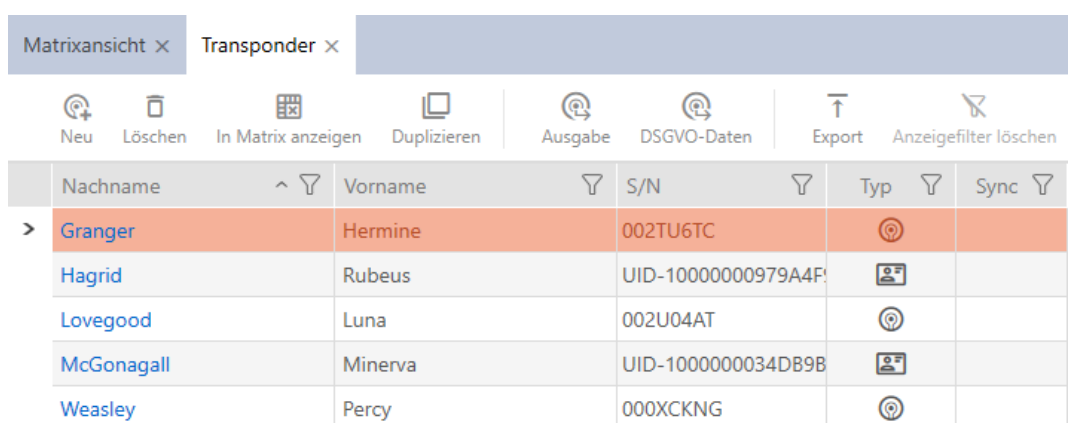 Matrixansicht × Transponder ×
Neu Löschen In Matrix anzeigen Duplizieren Ausgabe DSGVO-Daten Export Anzeigefilter löschen
Nachname Vorname S/N Typ Sync
Granger Hermine 002TU6TC
Hagrid Rubeus UID-10000000979A4F
Lovegood Luna 002U04AT
McGonagall Minerva UID-1000000034DB9B
Weasley Percy 000XCKNG